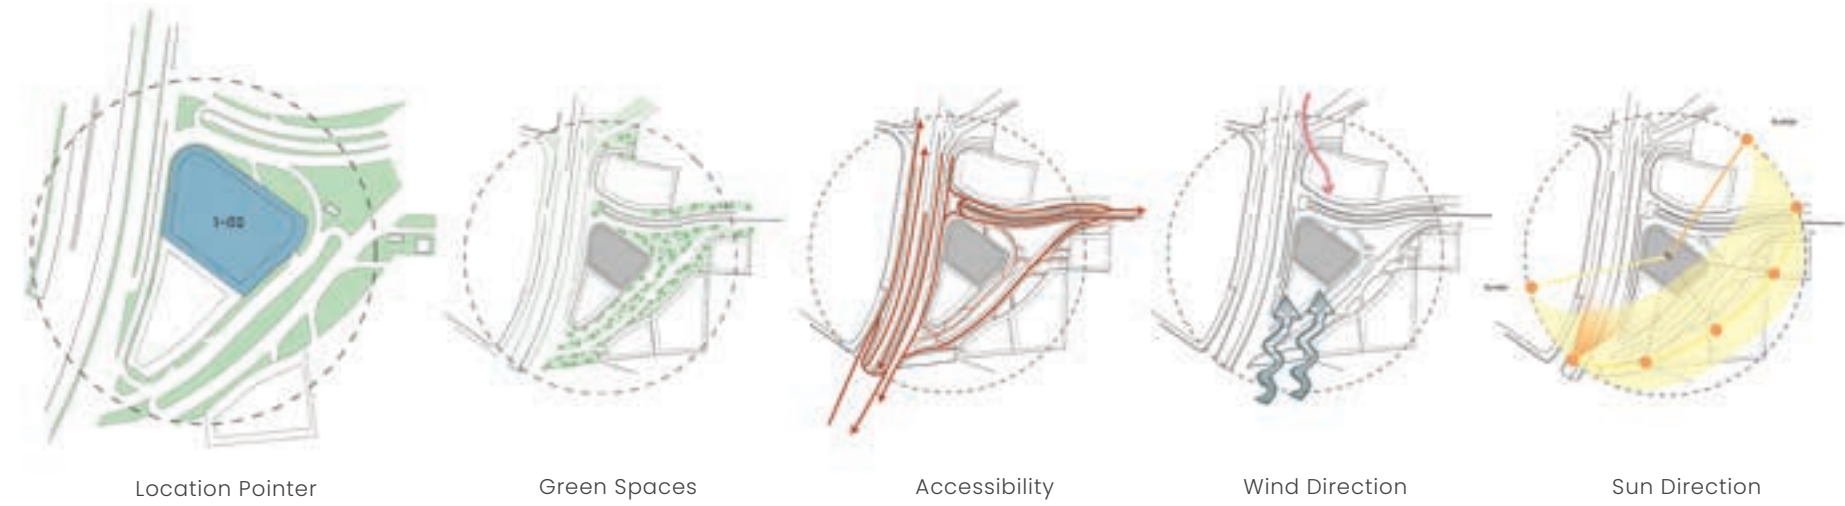 Location Pointer
Green Spaces
Accessibility
Wind Direction
Sun Direction